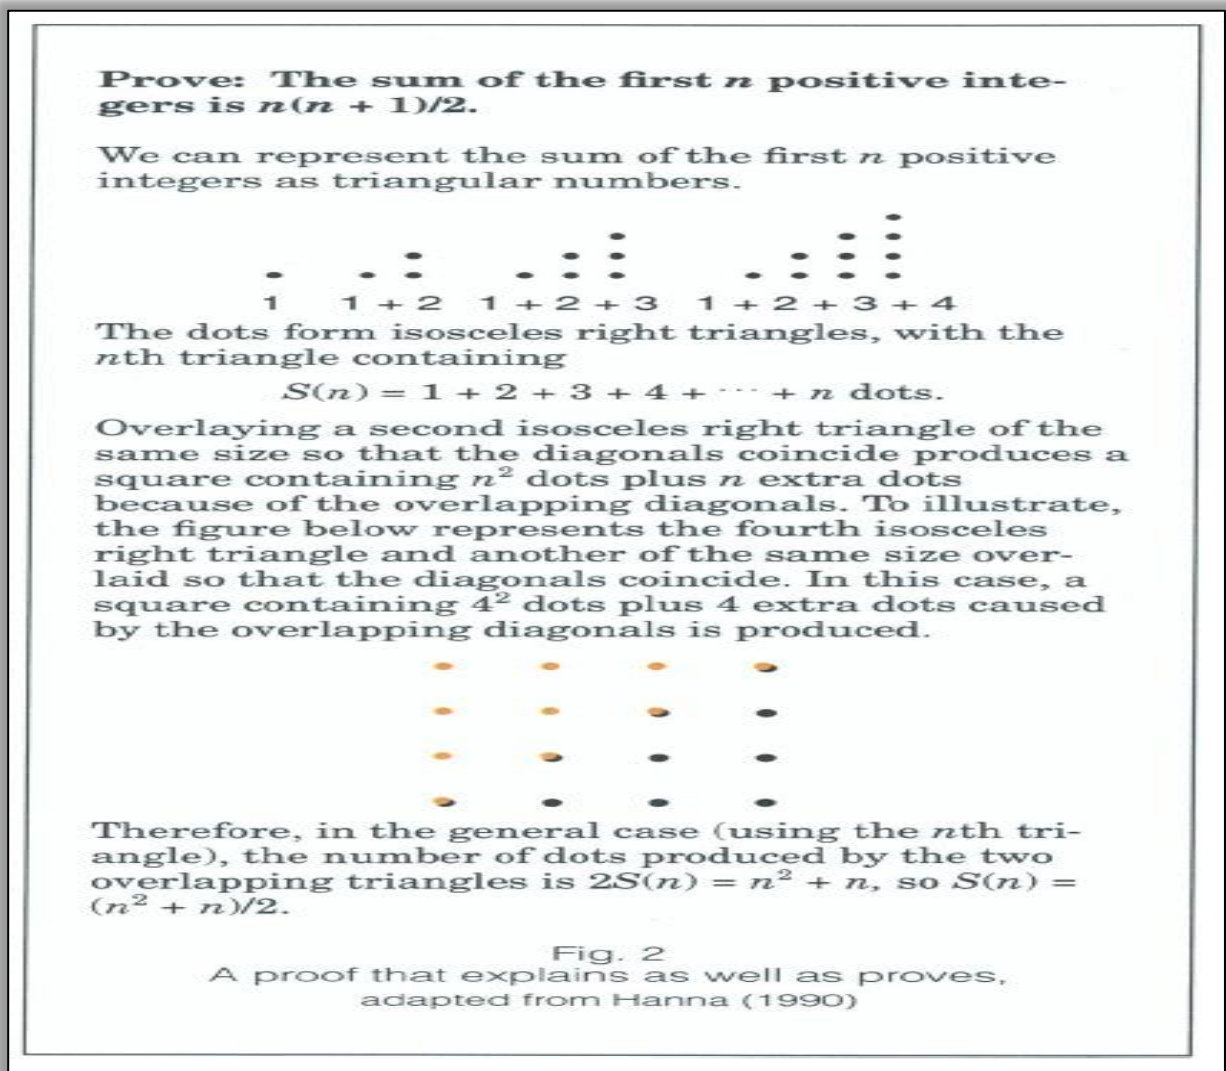 Prove: The sum of the first n positive inte-
gers is n(n + 1)/2.
We can represent the sum of the first n positive
integers as triangular numbers.
1 1 + 2 1 + 2 + 3 1 + 2 + 3 + 4
The dots form isosceles right triangles, with the
nth triangle containing
S(n) = 1 + 2 + 3 + 4 + ··· + n dots.
Overlaying a second isosceles right triangle of the
same size so that the diagonals coincide produces a
square containing n² dots plus n extra dots
because of the overlapping diagonals. To illustrate,
the figure below represents the fourth isosceles
right triangle and another of the same size over-
laid so that the diagonals coincide. In this case, a
square containing 4² dots plus 4 extra dots caused
by the overlapping diagonals is produced.
Therefore, in the general case (using the nth tri-
angle), the number of dots produced by the two
overlapping triangles is 2S(n) = n² + n, so S(n) =
(n² + n)/2.
Fig. 2
A proof that explains as well as proves,
adapted from Hanna (1990)